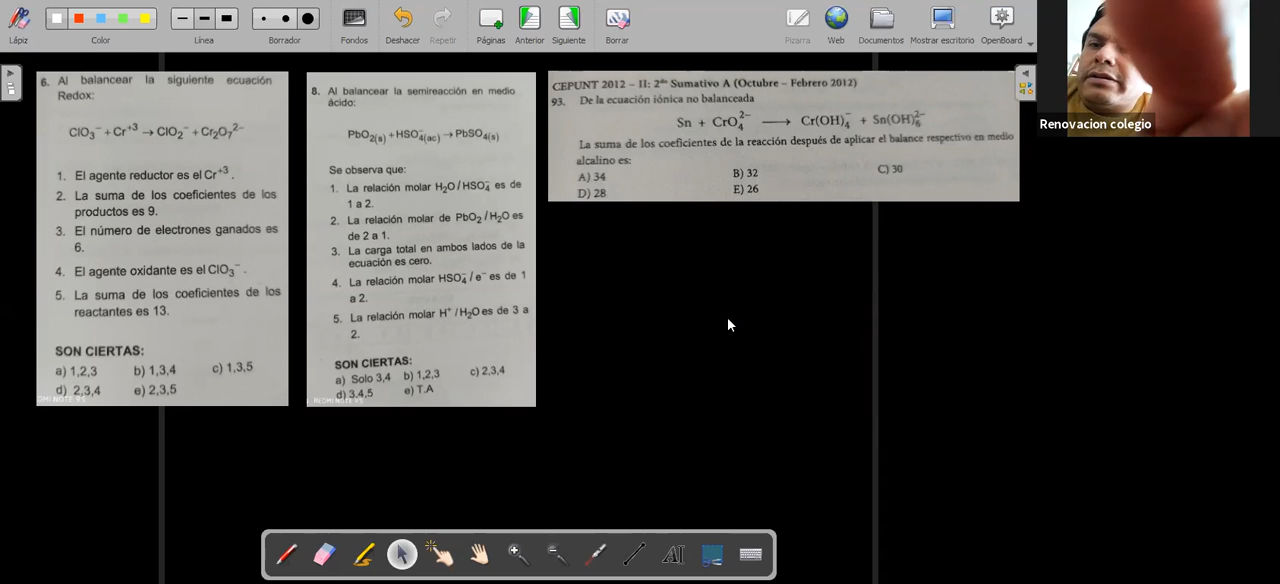 Lápiz
Color
Línea
Borrador
Fondos
Deshacer
Repetir
Páginas
Anterior
Siguiente
Borrar
Pizarra
Web
Documentos
Mostrar escritorio
OpenBoard
Renovacion colegio
6. Al balancear la siguiente ecuación
Redox:
ClO₃⁻ + Cr⁺³ → ClO₂⁻ + Cr₂O₇²⁻
1. El agente reductor es el Cr⁺³.
2. La suma de los coeficientes de los
productos es 9.
3. El número de electrones ganados es
6.
4. El agente oxidante es el ClO₃⁻.
5. La suma de los coeficientes de los
reactantes es 13.
SON CIERTAS:
a) 1,2,3 b) 1,3,4 c) 1,3,5
d) 2,3,4 e) 2,3,5
8. Al balancear la semireacción en medio
ácido:
PbO₂(s) + HSO₄⁻(ac) → PbSO₄(s)
Se observa que:
1. La relación molar H₂O/HSO₄⁻ es de
1 a 2.
2. La relación molar de PbO₂/H₂O es
de 2 a 1.
3. La carga total en ambos lados de la
ecuación es cero.
4. La relación molar HSO₄⁻/e⁻ es de 1
a 2.
5. La relación molar H⁺/H₂O es de 3 a
2.
SON CIERTAS:
a) Solo 3,4 b) 1,2,3 c) 2,3,4
d) 3,4,5 e) T.A
CEPUNT 2012 – II: 2ᵈᵒ Sumativo A (Octubre – Febrero 2012)
93. De la ecuación iónica no balanceada
Sn + CrO₄²⁻ ⟶ Cr(OH)₄⁻ + Sn(OH)₆²⁻
La suma de los coeficientes de la reacción después de aplicar el balance respectivo en medio
alcalino es:
A) 34 B) 32 C) 30
D) 28 E) 26
AI